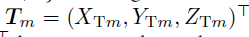 T_m = (X_{Tm}, Y_{Tm}, Z_{Tm})^⊤